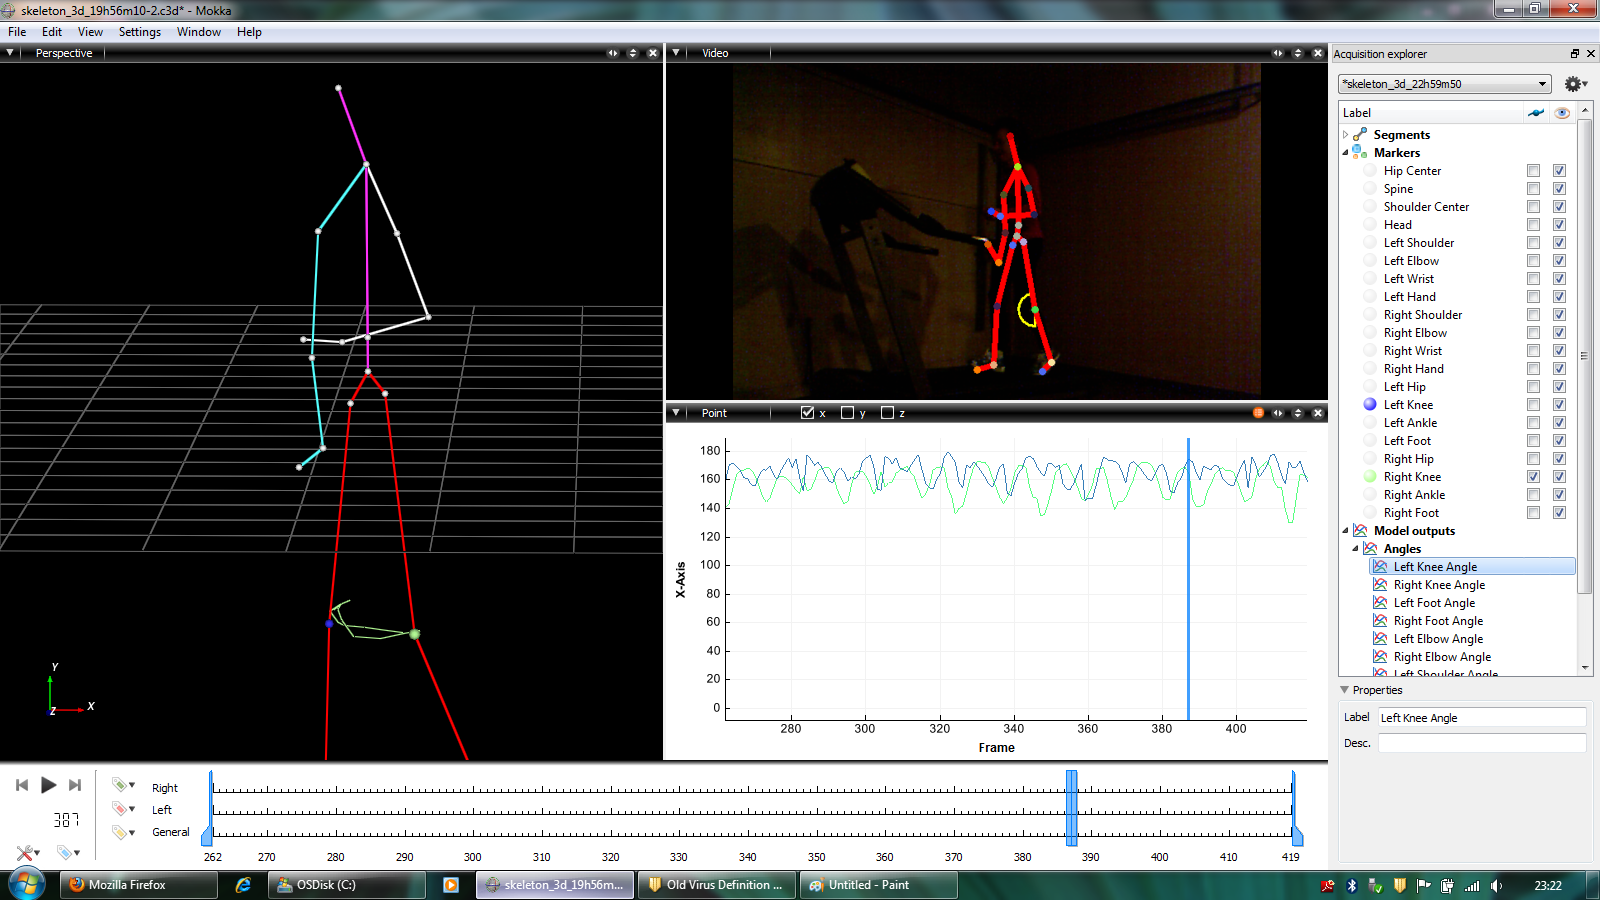 skeleton_3d_19h56m10-2.c3d* - Mokka
File Edit View Settings Window Help
Perspective
Y
X
Z
Video
Point x y z
180
160
140
120
100
80
60
40
20
0
X-Axis
280 300 320 340 360 380 400
Frame
Acquisition explorer
*skeleton_3d_22h59m50
Label
Segments
Markers
Hip Center
Spine
Shoulder Center
Head
Left Shoulder
Left Elbow
Left Wrist
Left Hand
Right Shoulder
Right Elbow
Right Wrist
Right Hand
Left Hip
Left Knee
Left Ankle
Left Foot
Right Hip
Right Knee
Right Ankle
Right Foot
Model outputs
Angles
Left Knee Angle
Right Knee Angle
Left Foot Angle
Right Foot Angle
Left Elbow Angle
Right Elbow Angle
Left Shoulder Angle
Properties
Label Left Knee Angle
Desc.
387
Right
Left
General
262 270 280 290 300 310 320 330 340 350 360 370 380 390 400 410 419
Mozilla Firefox
OSDisk (C:)
skeleton_3d_19h56m...
Old Virus Definition ...
Untitled - Paint
23:22